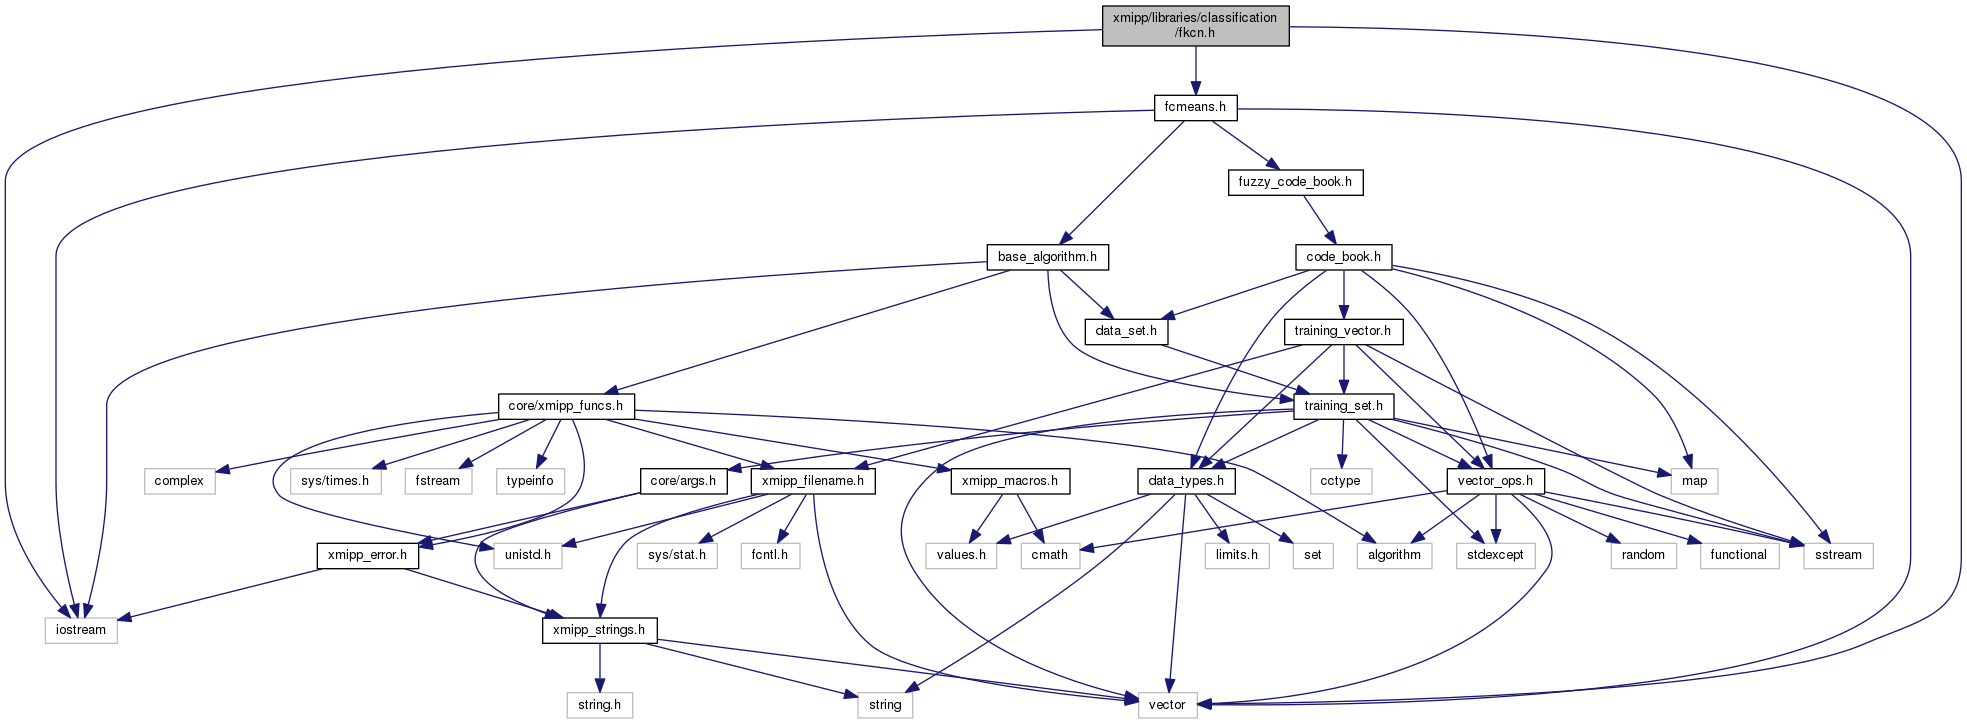 xmipp/libraries/classification
/fkcn.h
fcmeans.h
fuzzy_code_book.h
base_algorithm.h
code_book.h
data_set.h
training_vector.h
core/xmipp_funcs.h
training_set.h
complex
sys/times.h
fstream
typeinfo
core/args.h
xmipp_filename.h
xmipp_macros.h
data_types.h
cctype
vector_ops.h
map
xmipp_error.h
unistd.h
sys/stat.h
fcntl.h
values.h
cmath
limits.h
set
algorithm
stdexcept
random
functional
sstream
iostream
xmipp_strings.h
string.h
string
vector